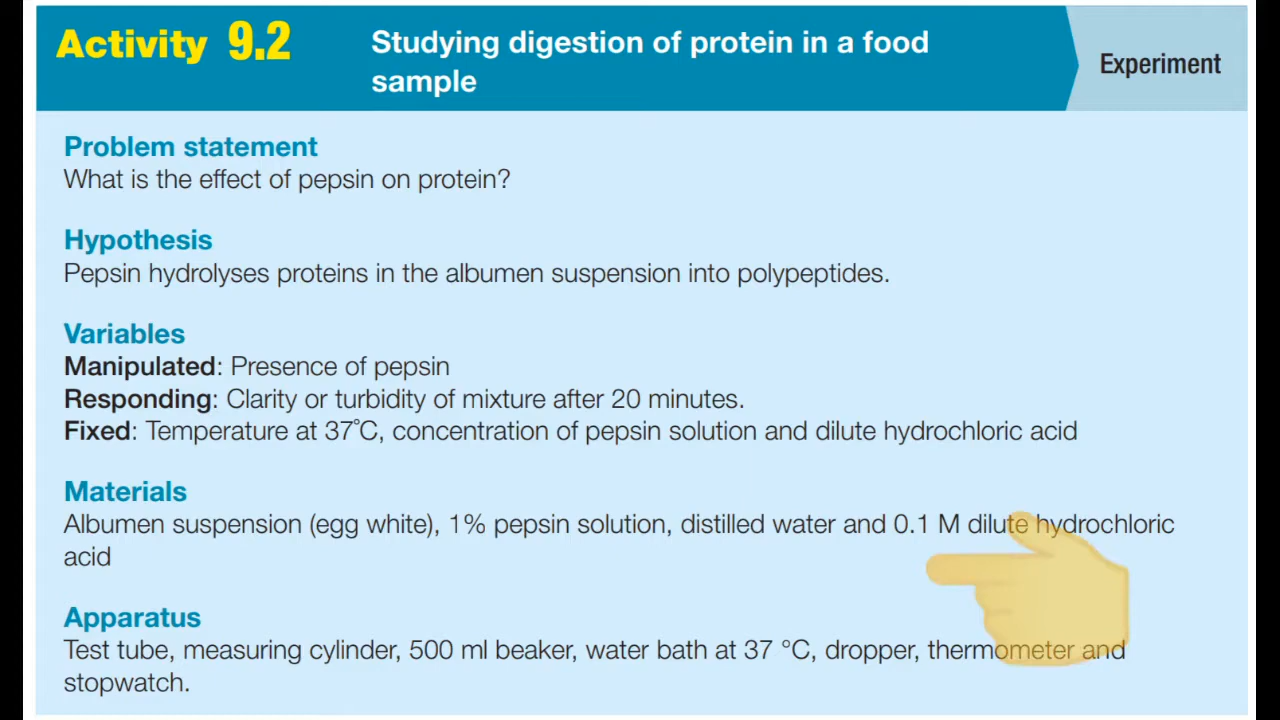 Activity 9.2
Studying digestion of protein in a food
sample
Experiment
Problem statement
What is the effect of pepsin on protein?
Hypothesis
Pepsin hydrolyses proteins in the albumen suspension into polypeptides.
Variables
Manipulated: Presence of pepsin
Responding: Clarity or turbidity of mixture after 20 minutes.
Fixed: Temperature at 37°C, concentration of pepsin solution and dilute hydrochloric acid
Materials
Albumen suspension (egg white), 1% pepsin solution, distilled water and 0.1 M dilute hydrochloric
acid
Apparatus
Test tube, measuring cylinder, 500 ml beaker, water bath at 37 °C, dropper, thermometer and
stopwatch.